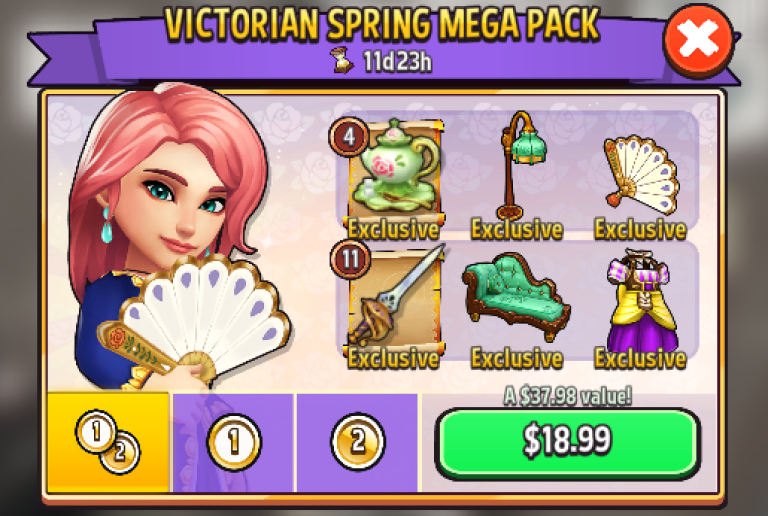 VICTORIAN SPRING MEGA PACK
11d23h
4
Exclusive
Exclusive
Exclusive
11
Exclusive
Exclusive
Exclusive
1
2
1
2
A $37.98 value!
$18.99